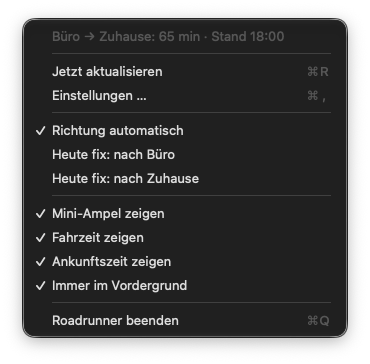 Büro → Zuhause: 65 min · Stand 18:00
Jetzt aktualisieren ⌘R
Einstellungen ... ⌘,
✓ Richtung automatisch
Heute fix: nach Büro
Heute fix: nach Zuhause
✓ Mini-Ampel zeigen
✓ Fahrzeit zeigen
✓ Ankunftszeit zeigen
✓ Immer im Vordergrund
Roadrunner beenden ⌘Q